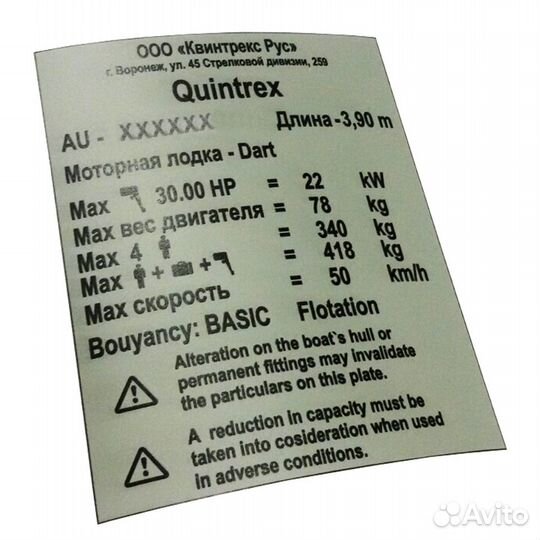 ООО «Квинтрекс Рус»
г. Воронеж, ул. 45 Стрелковой дивизии, 259
Quintrex
AU - XXXXXX Длина -3,90 m
Моторная лодка - Dart
Max 30.00 HP = 22 kW
Max вес двигателя = 78 kg
Max 4 = 340 kg
Max + + = 418 kg
Max скорость = 50 km/h
Bouyancy: BASIC Flotation
Alteration on the boat`s hull or
permanent fittings may invalidate
the particulars on this plate.
A reduction in capacity must be
taken into cosideration when used
in adverse conditions.
Avito